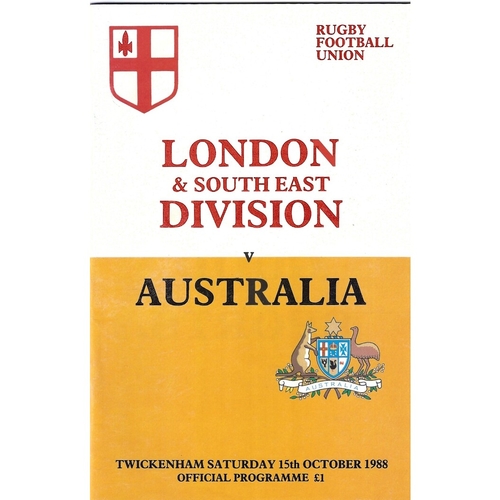 RUGBY
FOOTBALL
UNION
LONDON
& SOUTH EAST
DIVISION
v
AUSTRALIA
AUSTRALIA
TWICKENHAM SATURDAY 15th OCTOBER 1988
OFFICIAL PROGRAMME £1